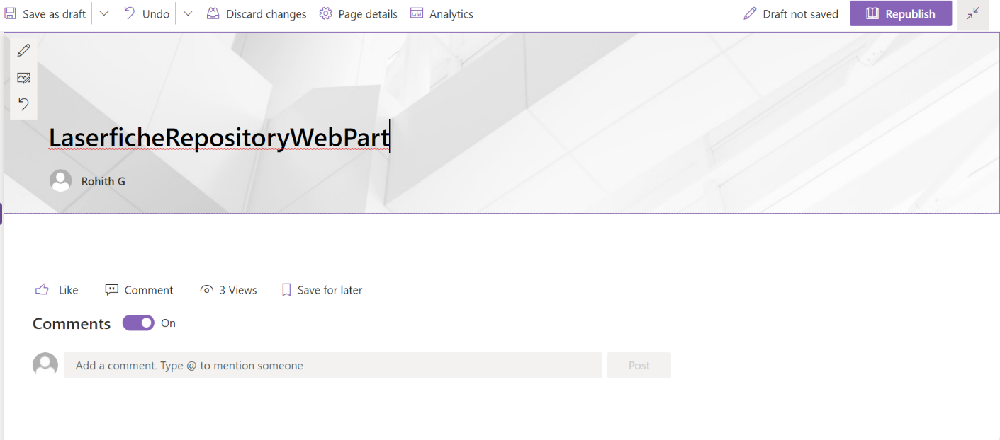 Save as draft Undo Discard changes Page details Analytics Draft not saved Republish
LaserficheRepositoryWebPart
Rohith G
Like Comment 3 Views Save for later
Comments On
Add a comment. Type @ to mention someone Post